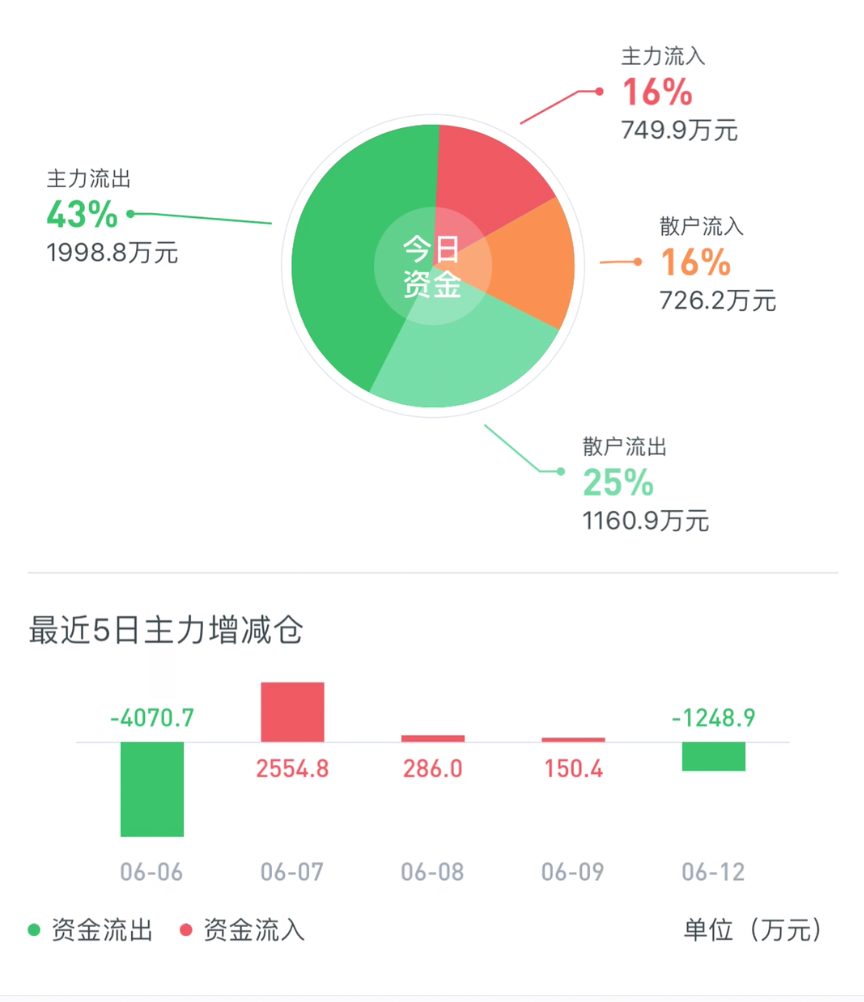 主力流入
16%
749.9万元
主力流出
43%
1998.8万元
散户流入
16%
726.2万元
今日
资金
散户流出
25%
1160.9万元
最近5日主力增减仓
-4070.7
-1248.9
2554.8
286.0
150.4
06-06
06-07
06-08
06-09
06-12
资金流出
资金流入
单位（万元）